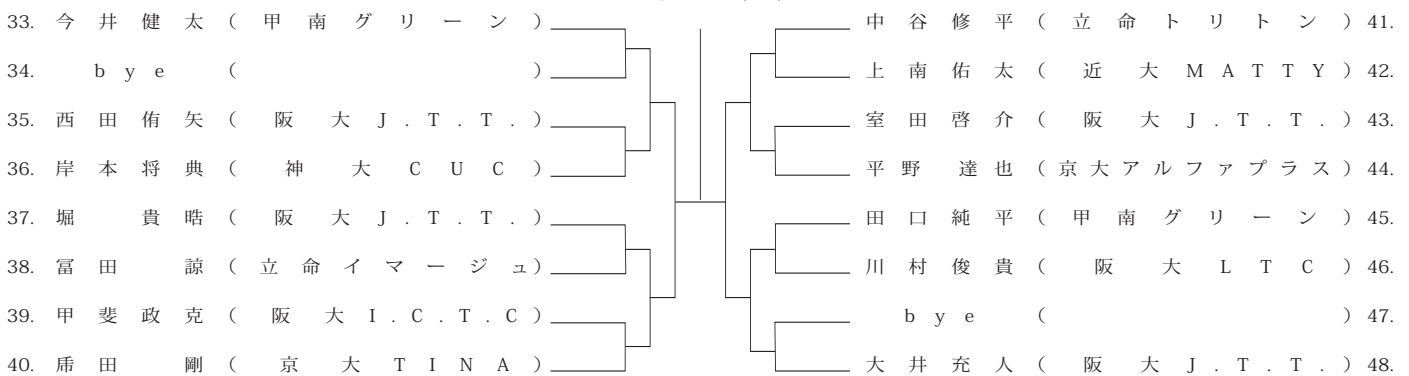 33. 今井健太（甲南グリーン）
34. bye（ ）
35. 西田侑矢（阪大J.T.T.）
36. 岸本将典（神大CUC）
37. 堀 貴晧（阪大J.T.T.）
38. 冨田 諒（立命イマージュ）
39. 甲斐政克（阪大I.C.T.C）
40. 乕田 剛（京大TINA）
中谷修平（立命トリトン）41.
上南佑太（近大MATTY）42.
室田啓介（阪大J.T.T.）43.
平野 達也（京大アルファプラス）44.
田口純平（甲南グリーン）45.
川村俊貴（阪大LTC）46.
bye（ ）47.
大井充人（阪大J.T.T.）48.